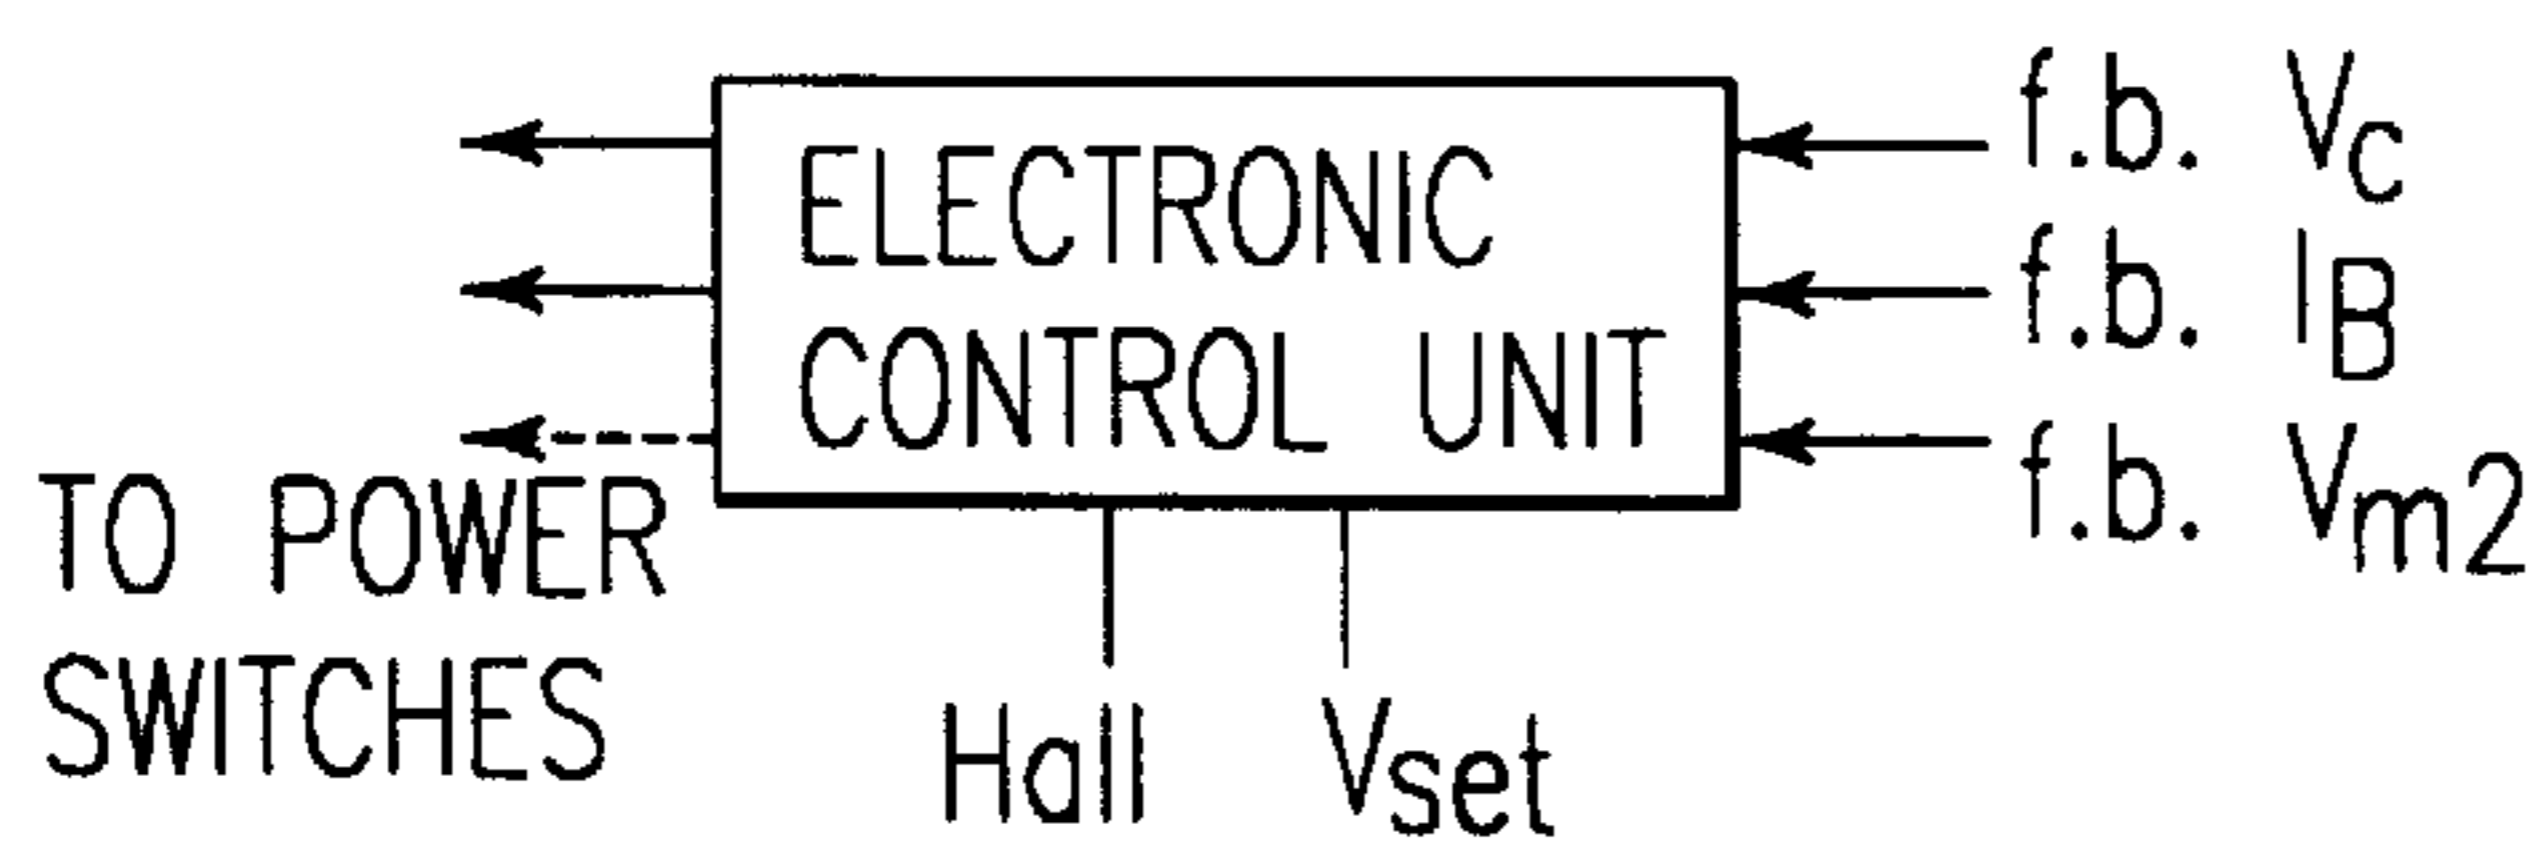 ELECTRONIC
CONTROL UNIT
f.b. Vc
f.b. IB
f.b. Vm2
TO POWER
SWITCHES
Hall
Vset